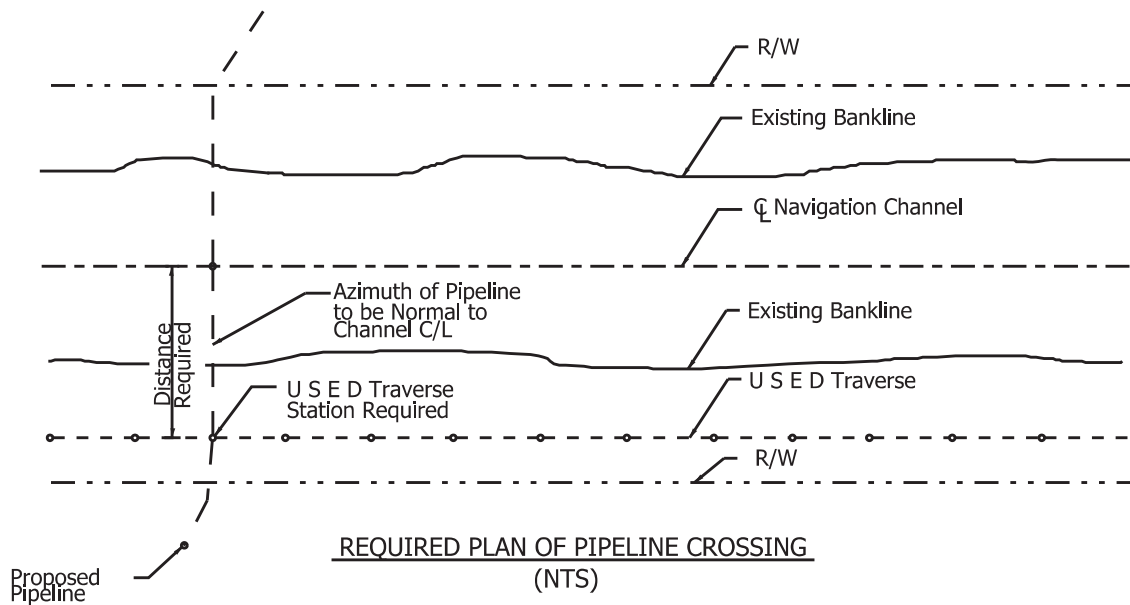 R/W
Existing Bankline
℄ Navigation Channel
Azimuth of Pipeline
to be Normal to
Channel C/L
Existing Bankline
Distance
Required
U S E D Traverse
U S E D Traverse
Station Required
R/W
REQUIRED PLAN OF PIPELINE CROSSING
(NTS)
Proposed
Pipeline